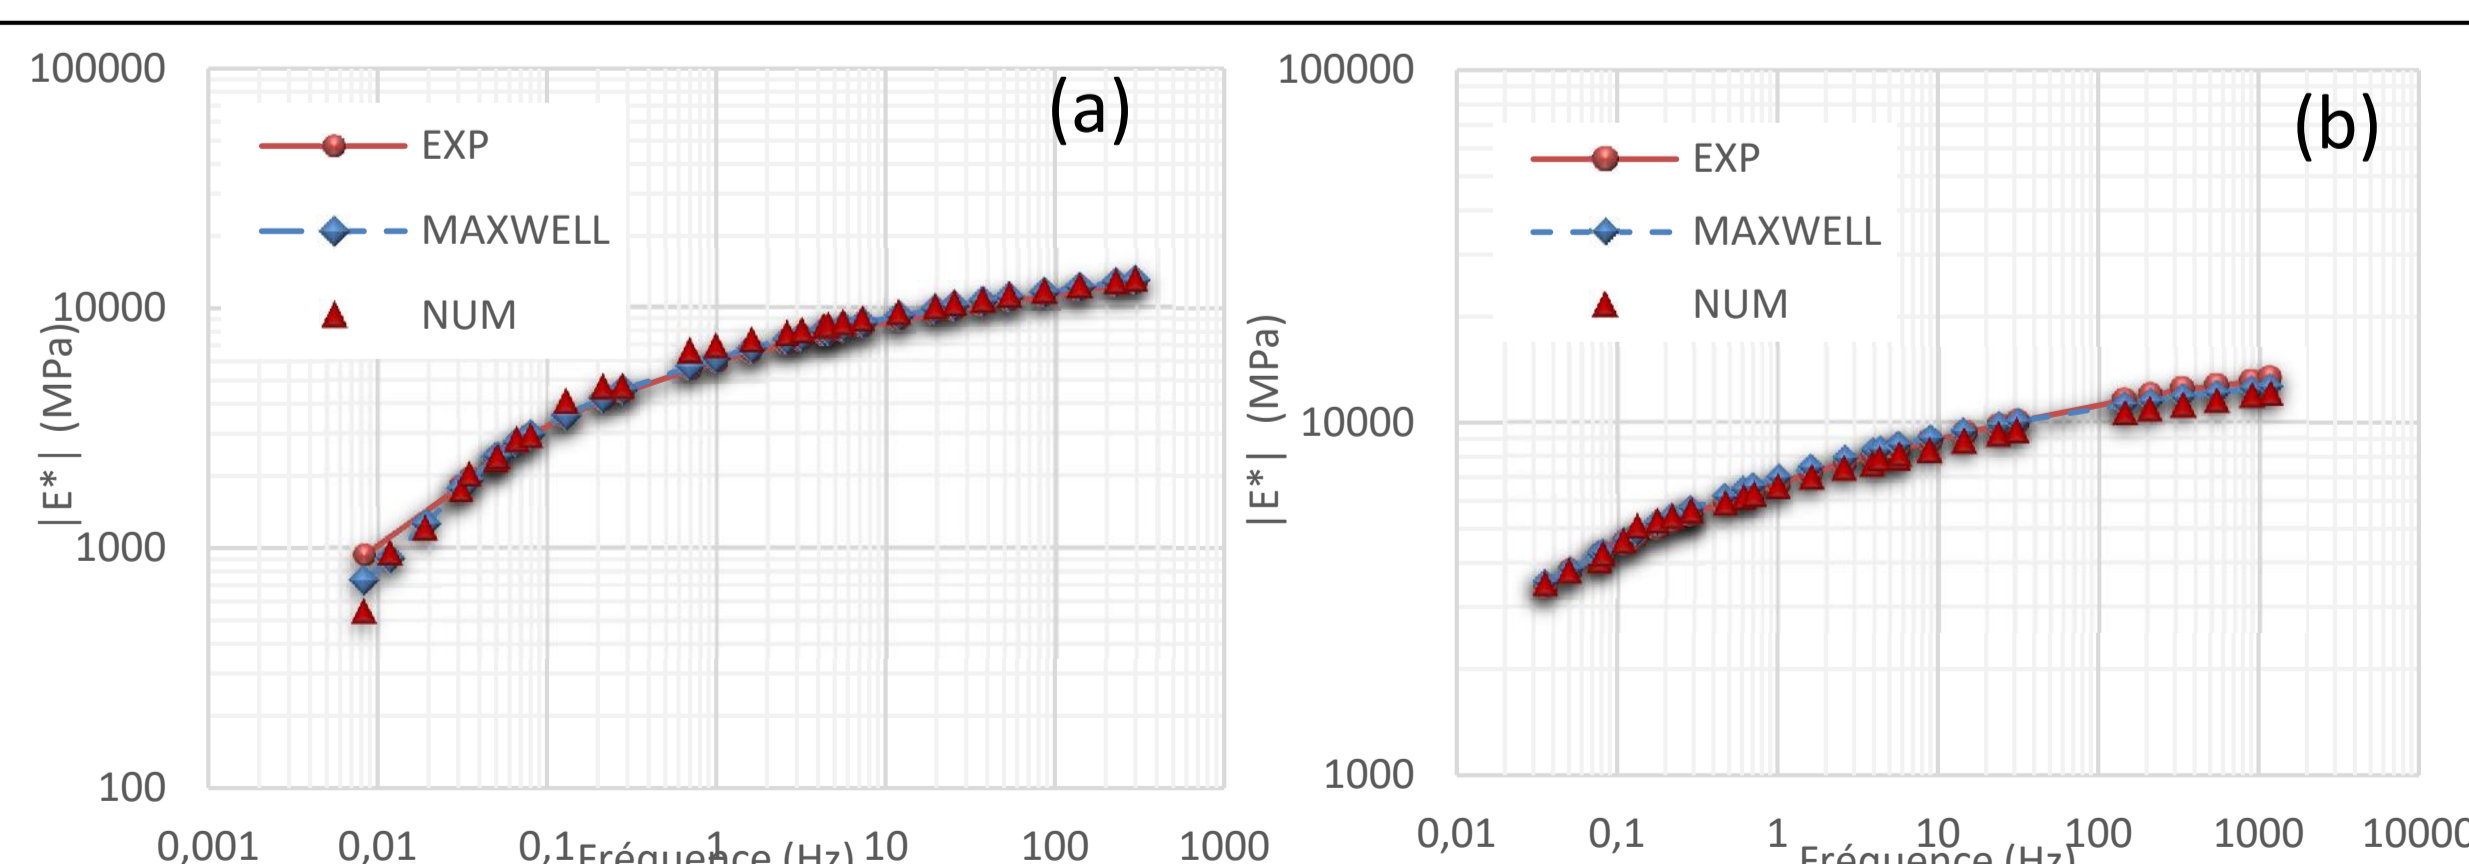 (a)
100000
10000
1000
100
|E*| (MPa)
EXP
MAXWELL
NUM
0,001 0,01 0,1 1 10 100 1000
Fréquence (Hz)
(b)
100000
10000
1000
|E*| (MPa)
EXP
MAXWELL
NUM
0,01 0,1 1 10 100 1000 10000
Fréquence (Hz)